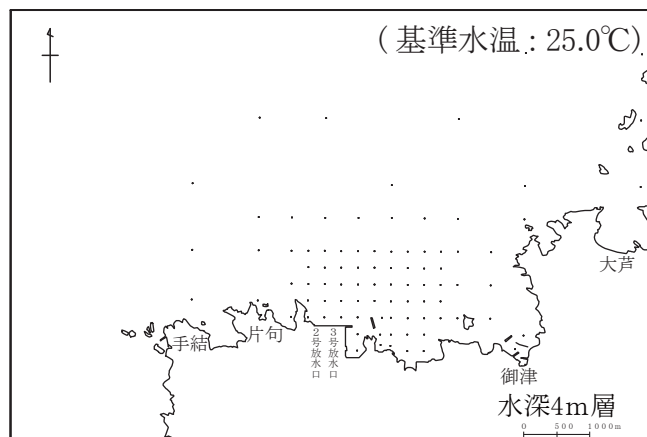 (基準水温：25.0℃)
大芦
手結
片句
2号放水口
3号放水口
御津
水深4m層
0 500 1000m